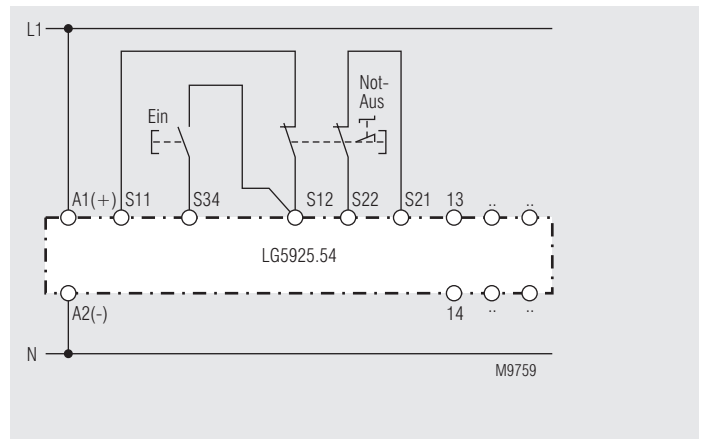 L1
Not-
Aus
Ein
A1(+) S11 S34 S12 S22 S21 13 .. ..
LG5925.54
A2(-) 14 .. ..
N
M9759